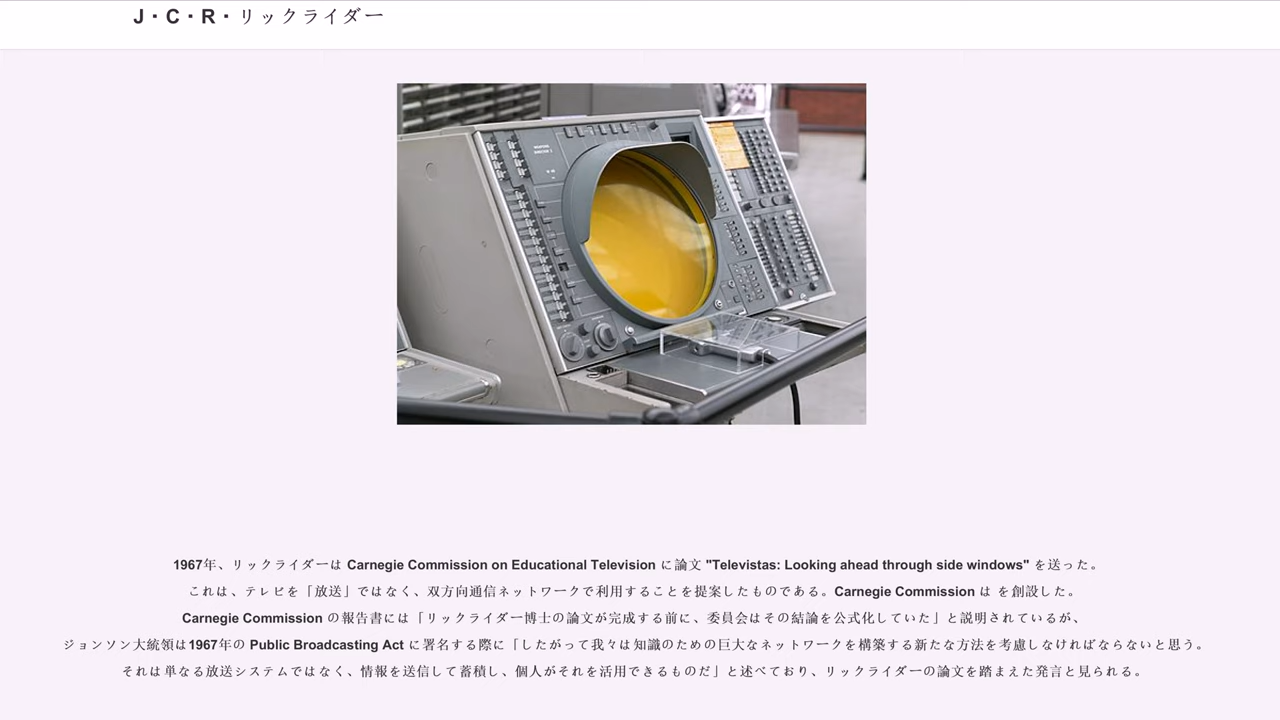 J・C・R・リックライダー
1967年、リックライダーは Carnegie Commission on Educational Television に論文 "Televistas: Looking ahead through side windows" を送った。
これは、テレビを「放送」ではなく、双方向通信ネットワークで利用することを提案したものである。Carnegie Commission は を創設した。
Carnegie Commission の報告書には「リックライダー博士の論文が完成する前に、委員会はその結論を公式化していた」と説明されているが、
ジョンソン大統領は1967年の Public Broadcasting Act に署名する際に「したがって我々は知識のための巨大なネットワークを構築する新たな方法を考慮しなければならないと思う。
それは単なる放送システムではなく、情報を送信して蓄積し、個人がそれを活用できるものだ」と述べており、リックライダーの論文を踏まえた発言と見られる。